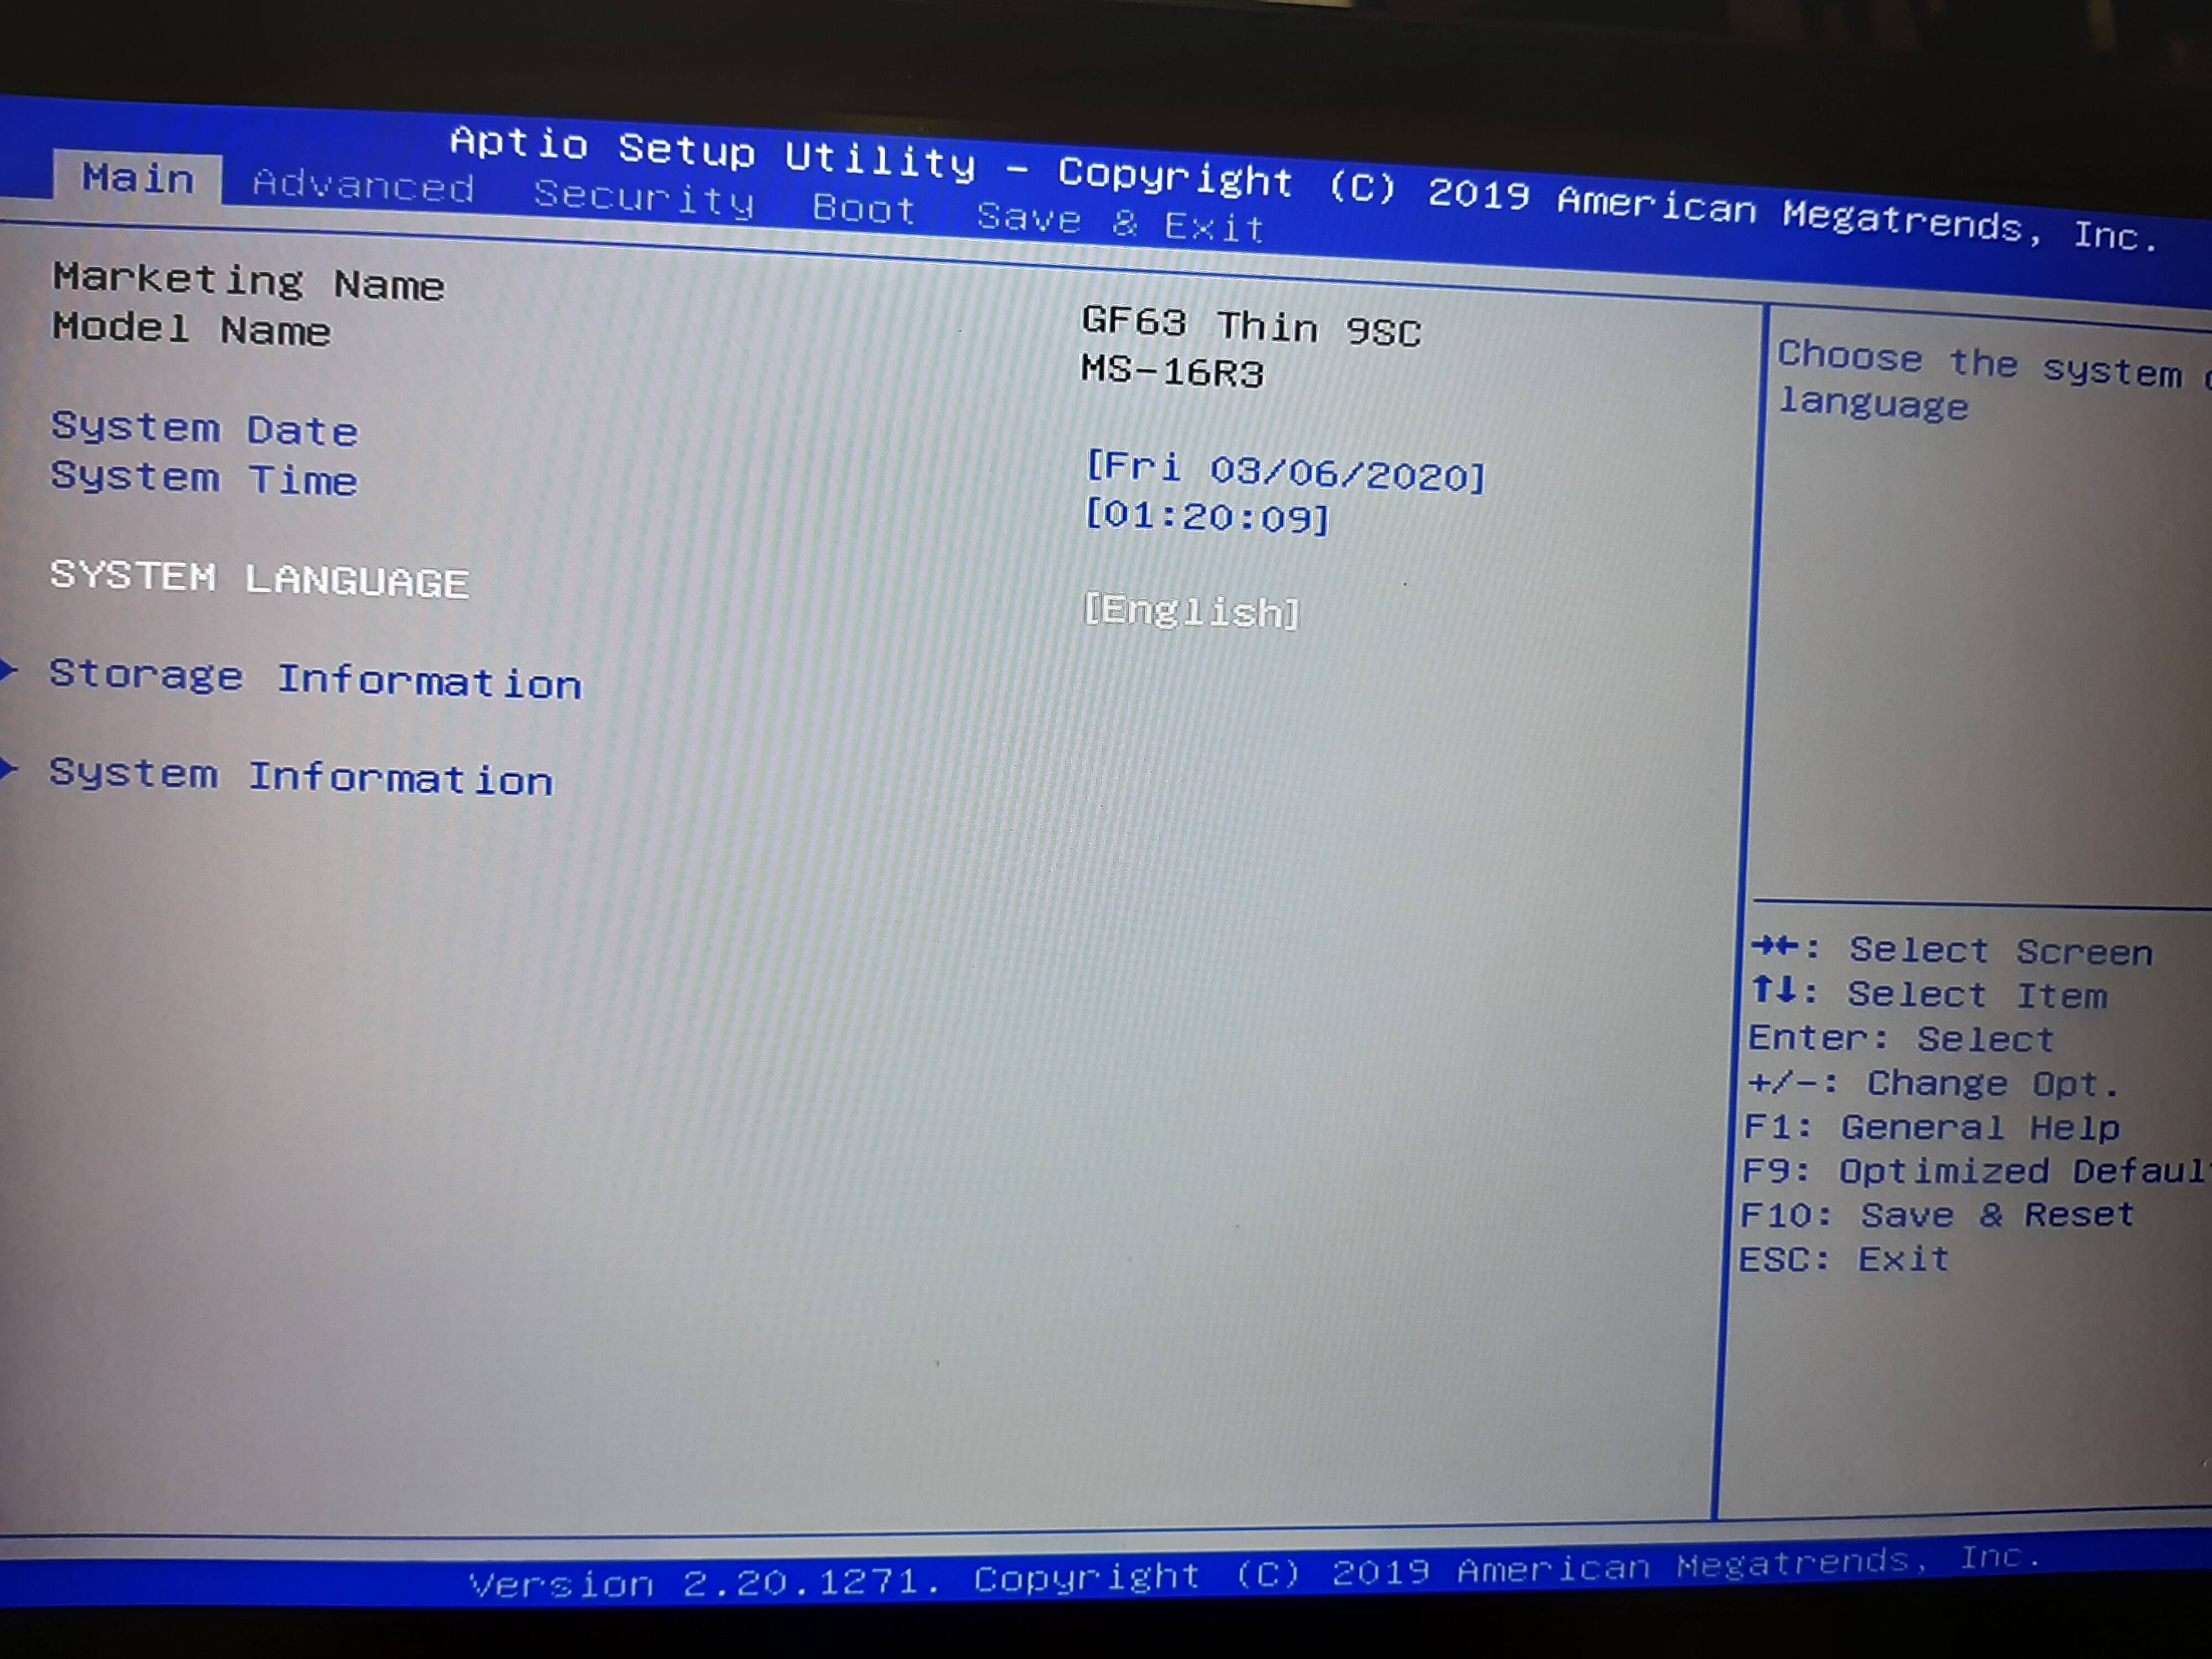 Aptio Setup Utility - Copyright (C) 2019 American Megatrends, Inc.
Main Advanced Security Boot Save & Exit
Marketing Name GF63 Thin 9SC
Model Name MS-16R3
System Date [Fri 03/06/2020]
System Time [01:20:09]
SYSTEM LANGUAGE [English]
Storage Information
System Information
Choose the system
language
→←: Select Screen
↑↓: Select Item
Enter: Select
+/-: Change Opt.
F1: General Help
F9: Optimized Defaul
F10: Save & Reset
ESC: Exit
Version 2.20.1271. Copyright (C) 2019 American Megatrends, Inc.